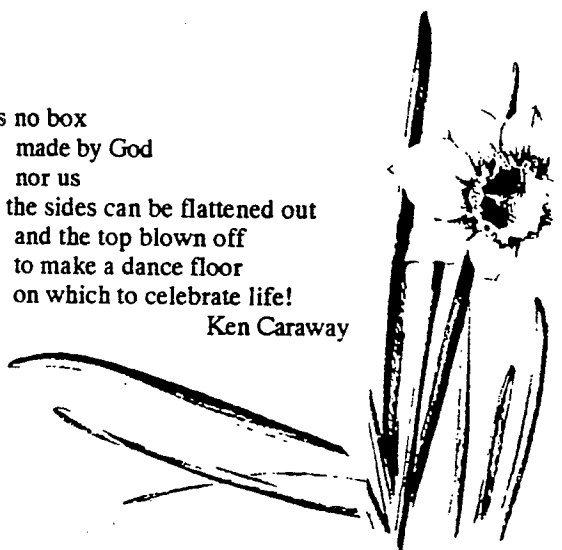 s no box
made by God
nor us
the sides can be flattened out
and the top blown off
to make a dance floor
on which to celebrate life!
Ken Caraway